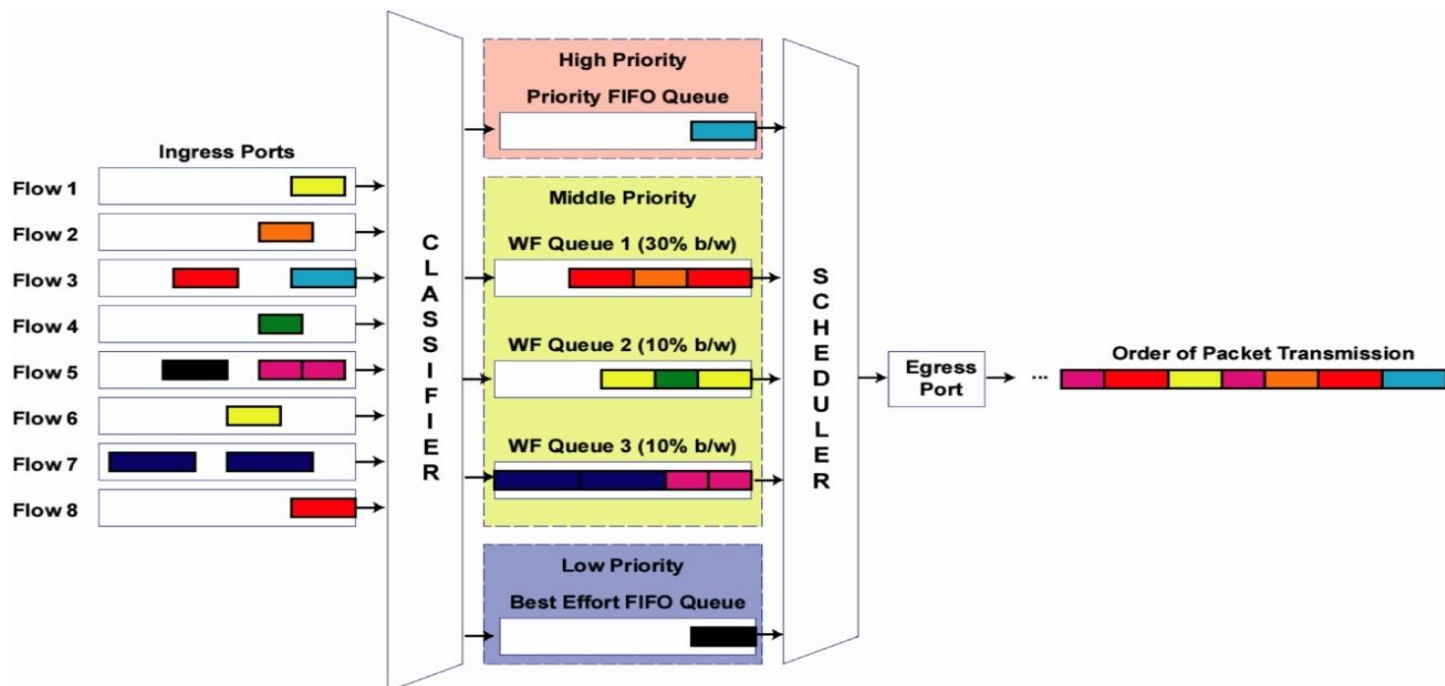 High Priority
Priority FIFO Queue
Ingress Ports
Flow 1
Flow 2
Flow 3
Flow 4
Flow 5
Flow 6
Flow 7
Flow 8
CLASSIFIER
Middle Priority
WF Queue 1 (30% b/w)
WF Queue 2 (10% b/w)
WF Queue 3 (10% b/w)
Low Priority
Best Effort FIFO Queue
SCHEDULER
Egress
Port
...
Order of Packet Transmission